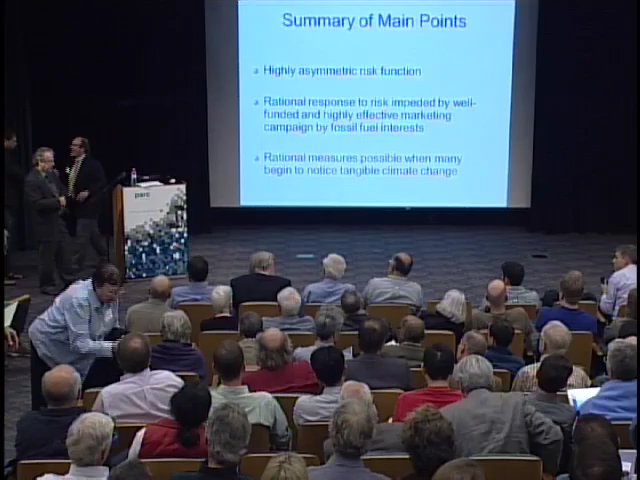 Summary of Main Points
Highly asymmetric risk function
Rational response to risk impeded by well-
funded and highly effective marketing
campaign by fossil fuel interests
Rational measures possible when many
begin to notice tangible climate change
parc